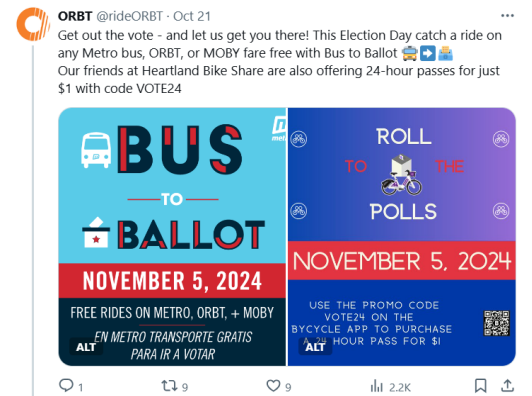 ORBT @rideORBT · Oct 21
Get out the vote - and let us get you there! This Election Day catch a ride on
any Metro bus, ORBT, or MOBY fare free with Bus to Ballot 🚎➡️🗳️
Our friends at Heartland Bike Share are also offering 24-hour passes for just
$1 with code VOTE24
BUS
TO
BALLOT
NOVEMBER 5, 2024
FREE RIDES ON METRO, ORBT, + MOBY
EN METRO TRANSPORTE GRATIS
PARA IR A VOTAR
ALT
met
ROLL
TO THE
POLLS
NOVEMBER 5, 2024
USE THE PROMO CODE
VOTE24 ON THE
BYCYCLE APP TO PURCHASE
A 24 HOUR PASS FOR $1
ALT
1 9 9 2.2K